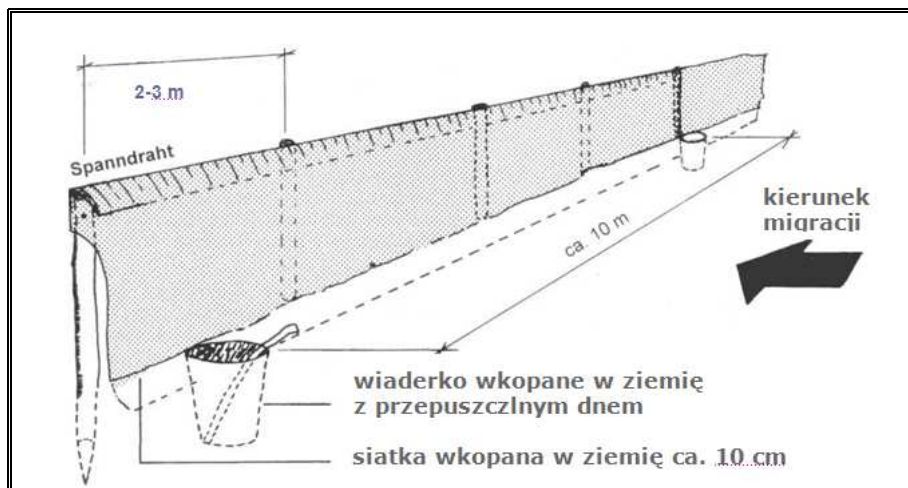 2-3 m
Spanndraht
kierunek
migracji
ca. 10 m
wiaderko wkopane w ziemię
z przepuszczlnym dnem
siatka wkopana w ziemię ca. 10 cm